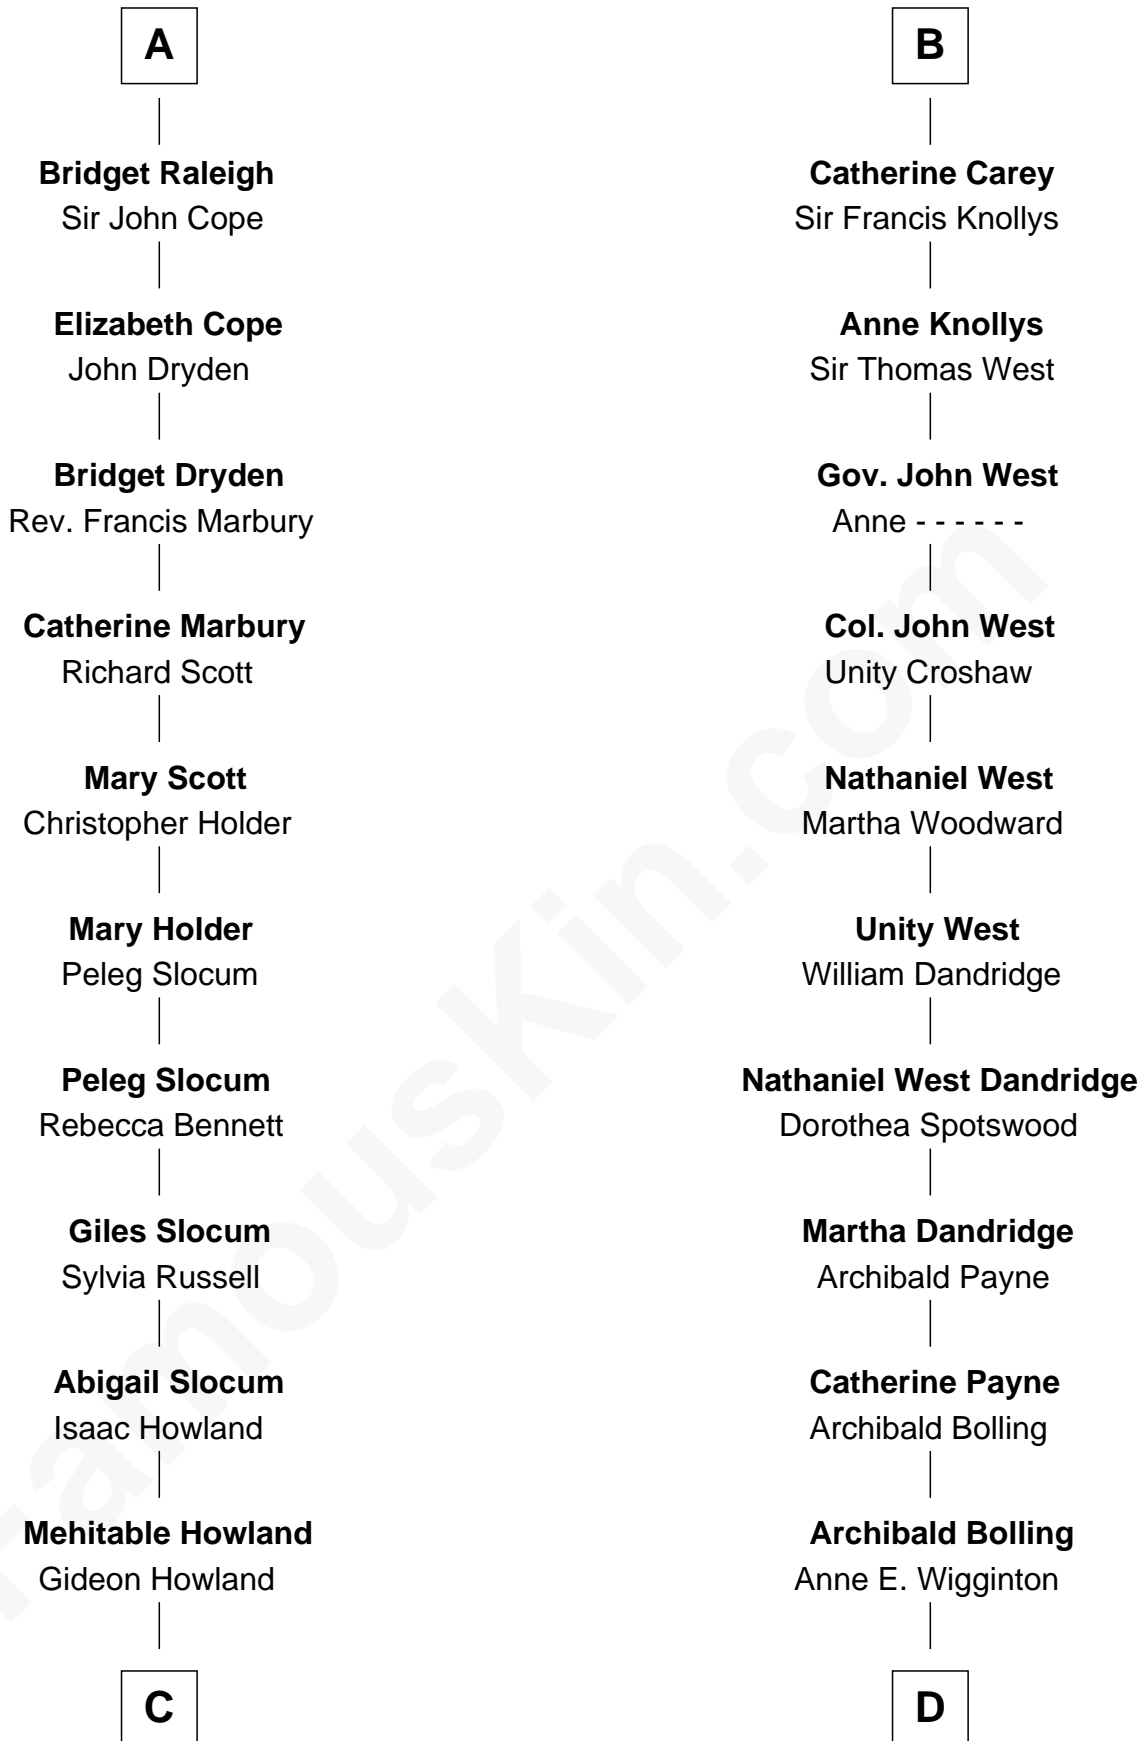 A
Bridget Raleigh
Sir John Cope
Elizabeth Cope
John Dryden
Bridget Dryden
Rev. Francis Marbury
Catherine Marbury
Richard Scott
Mary Scott
Christopher Holder
Mary Holder
Peleg Slocum
Peleg Slocum
Rebecca Bennett
Giles Slocum
Sylvia Russell
Abigail Slocum
Isaac Howland
Mehitable Howland
Gideon Howland
C
B
Catherine Carey
Sir Francis Knollys
Anne Knollys
Sir Thomas West
Gov. John West
Anne - - - - - -
Col. John West
Unity Croshaw
Nathaniel West
Martha Woodward
Unity West
William Dandridge
Nathaniel West Dandridge
Dorothea Spotswood
Martha Dandridge
Archibald Payne
Catherine Payne
Archibald Bolling
Archibald Bolling
Anne E. Wigginton
D
FamousKin.com